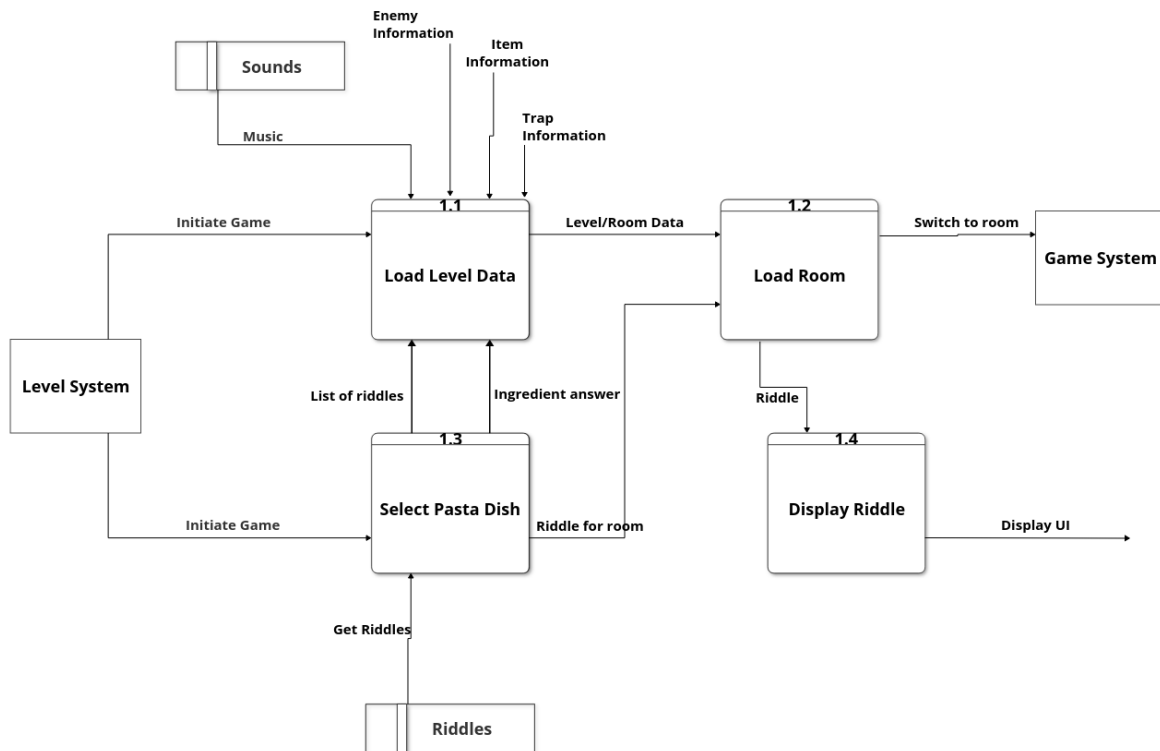 Enemy
Information
Item
Information
Sounds
Trap
Information
Music
1.1
1.2
Initiate Game
Level/Room Data
Switch to room
Load Level Data
Load Room
Game System
Level System
List of riddles
Ingredient answer
Riddle
1.3
1.4
Select Pasta Dish
Display Riddle
Initiate Game
Riddle for room
Display UI
Get Riddles
Riddles